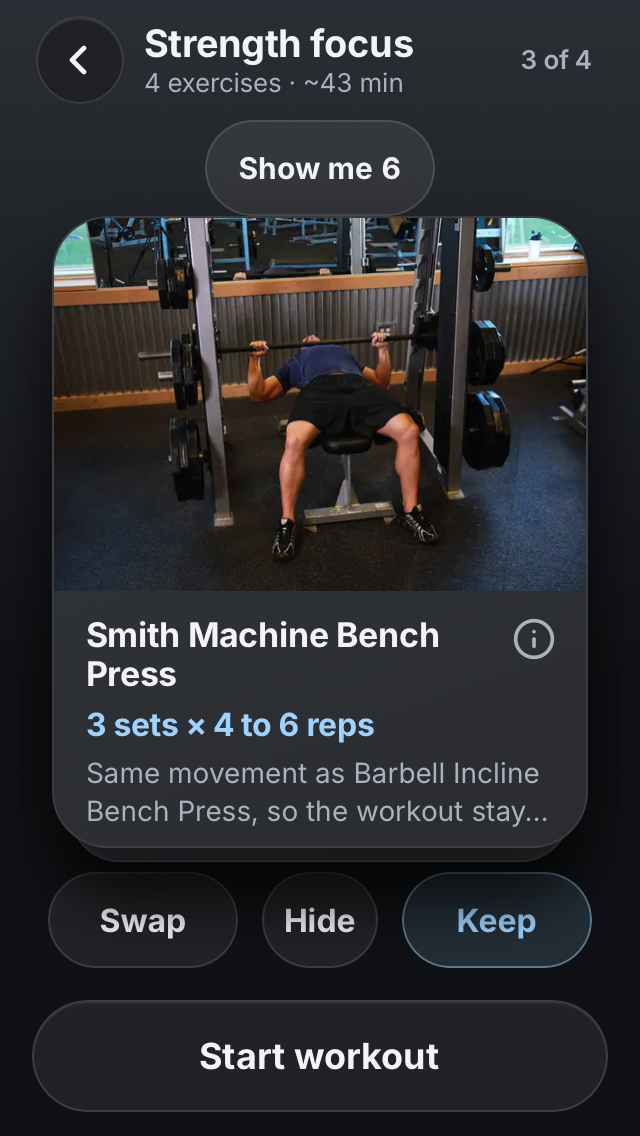 Strength focus
3 of 4
4 exercises · ~43 min
Show me 6
Smith Machine Bench
Press
3 sets × 4 to 6 reps
Same movement as Barbell Incline
Bench Press, so the workout stay...
Swap
Hide
Keep
Start workout